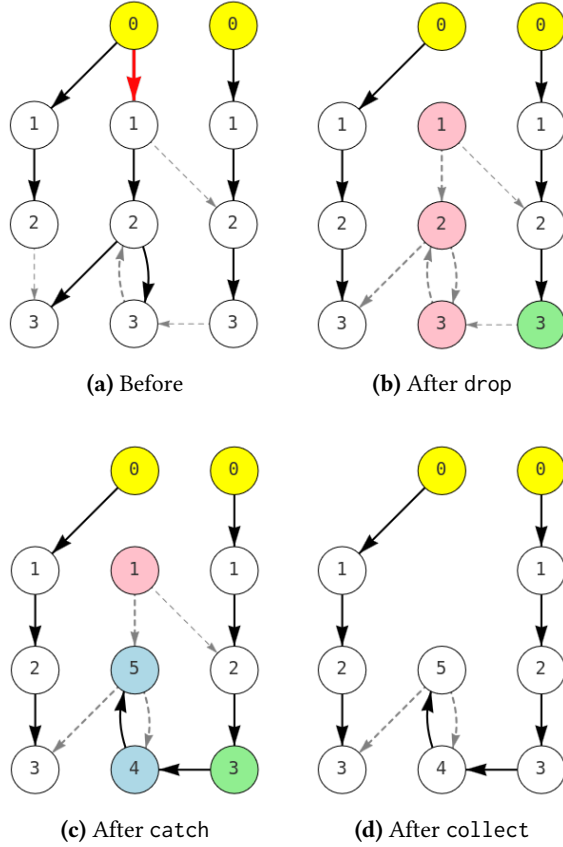 0 0 0 0
1 1 1 1 1 1
2 2 2 2 2 2
3 3 3 3 3 3
(a) Before (b) After drop
0 0 0 0
1 1 1 1 1
2 5 2 2 5 2
3 4 3 3 4 3
(c) After catch (d) After collect